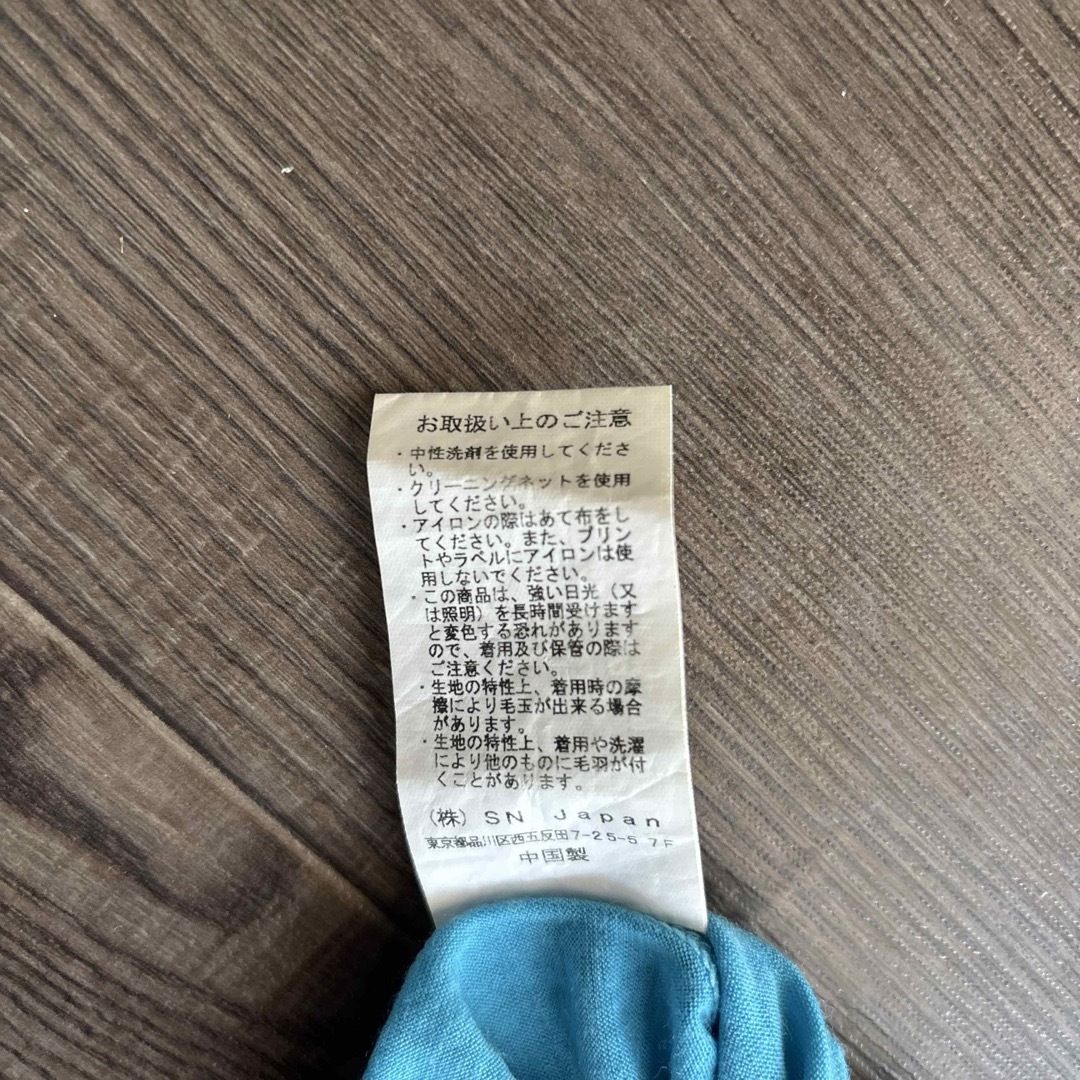 お取扱い上のご注意
・中性洗剤を使用してくださ
い。
・クリーニングネットを使用
してください。
・アイロンの際はあて布をし
てください。また、プリン
トやラベルにアイロンは使
用しないでください。
・この商品は、強い日光（又
は照明）を長時間受けます
と変色する恐れがあります
ので、着用及び保管の際は
ご注意ください。
・生地の特性上、着用時の摩
擦により毛玉が出来る場合
があります。
・生地の特性上、着用や洗濯
により他のものに毛羽が付
くことがあります。
（株）SN Japan
東京都品川区西五反田7-25-5 7F
中国製